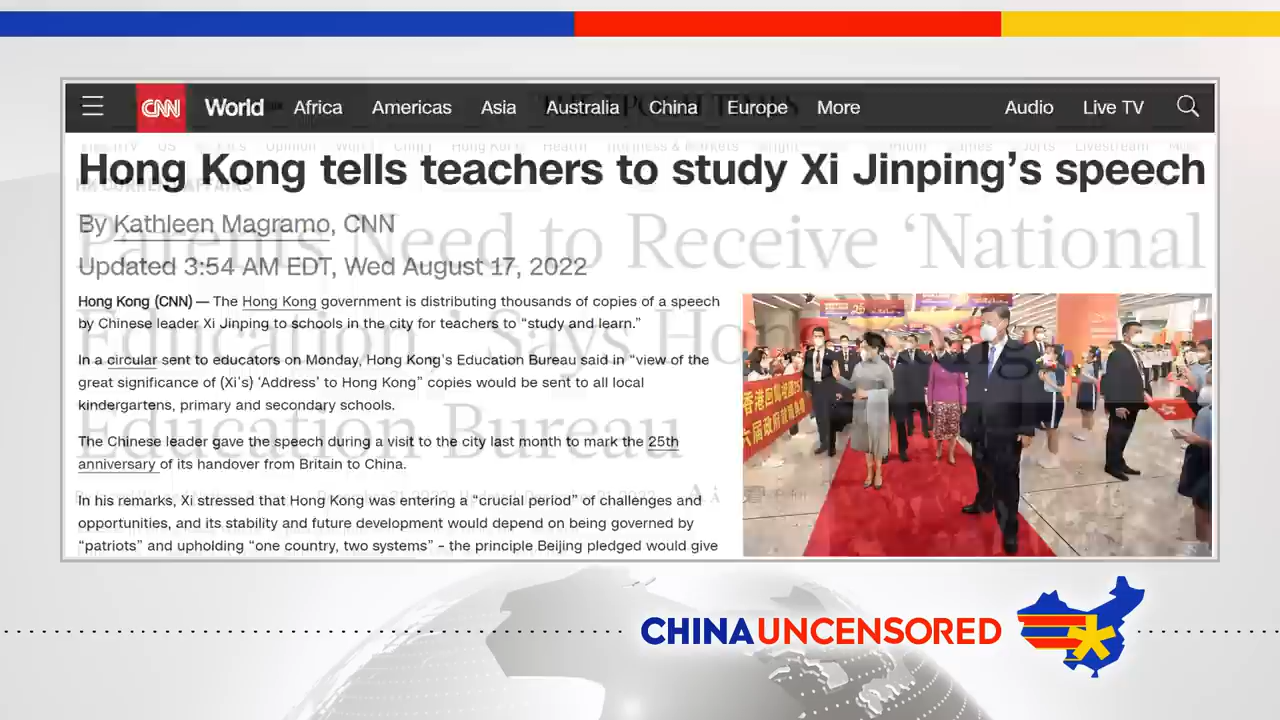 CNN World Africa Americas Asia Australia China Europe More Audio Live TV
THE EPOCH TIMES
Hong Kong tells teachers to study Xi Jinping’s speech
HK CURRENT AFFAIRS
By Kathleen Magramo, CNN
Parents Need to Receive ‘National
Updated 3:54 AM EDT, Wed August 17, 2022
Hong Kong (CNN) — The Hong Kong government is distributing thousands of copies of a speech
by Chinese leader Xi Jinping to schools in the city for teachers to “study and learn.”
Education,’ Says Hong Kong
In a circular sent to educators on Monday, Hong Kong’s Education Bureau said in “view of the
great significance of (Xi’s) ‘Address’ to Hong Kong” copies would be sent to all local
kindergartens, primary and secondary schools.
Education Bureau
The Chinese leader gave the speech during a visit to the city last month to mark the 25th
anniversary of its handover from Britain to China.
In his remarks, Xi stressed that Hong Kong was entering a “crucial period” of challenges and
opportunities, and its stability and future development would depend on being governed by
“patriots” and upholding “one country, two systems” – the principle Beijing pledged would give
CHINA UNCENSORED